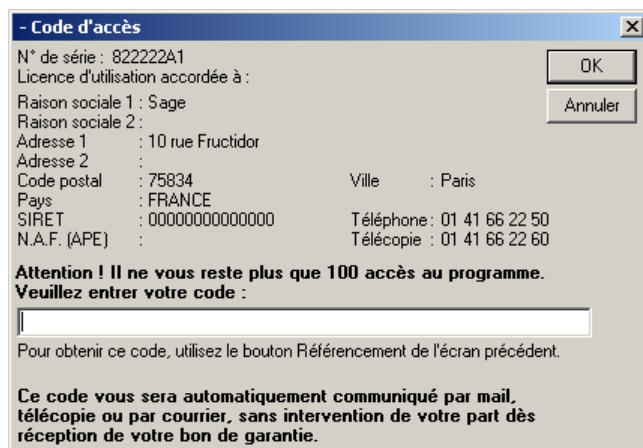 - Code d'accès
N° de série : 822222A1
Licence d'utilisation accordée à :
OK
Annuler
Raison sociale 1 : Sage
Raison sociale 2 :
Adresse 1 : 10 rue Fructidor
Adresse 2 :
Code postal : 75834 Ville : Paris
Pays : FRANCE
SIRET : 00000000000000 Téléphone : 01 41 66 22 50
N.A.F. (APE) : Télécopie : 01 41 66 22 60
Attention ! Il ne vous reste plus que 100 accès au programme.
Veuillez entrer votre code :
Pour obtenir ce code, utilisez le bouton Référencement de l'écran précédent.
Ce code vous sera automatiquement communiqué par mail,
télécopie ou par courrier, sans intervention de votre part dès
réception de votre bon de garantie.